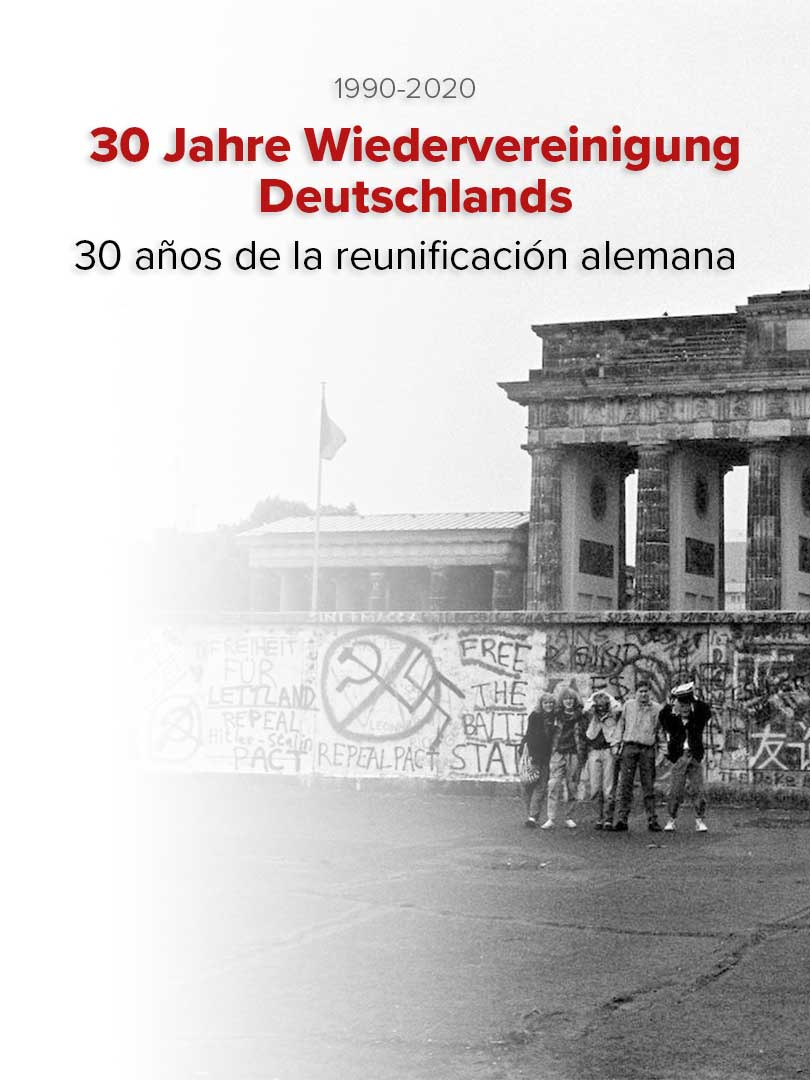 1990-2020
30 Jahre Wiedervereinigung
Deutschlands
30 años de la reunificación alemana
FREIHEIT
FÜR
LETTLAND
REPEAL
Hitler-Stalin
PACT
REPEAL PACT
FREE
THE
BALTI
STAT
友